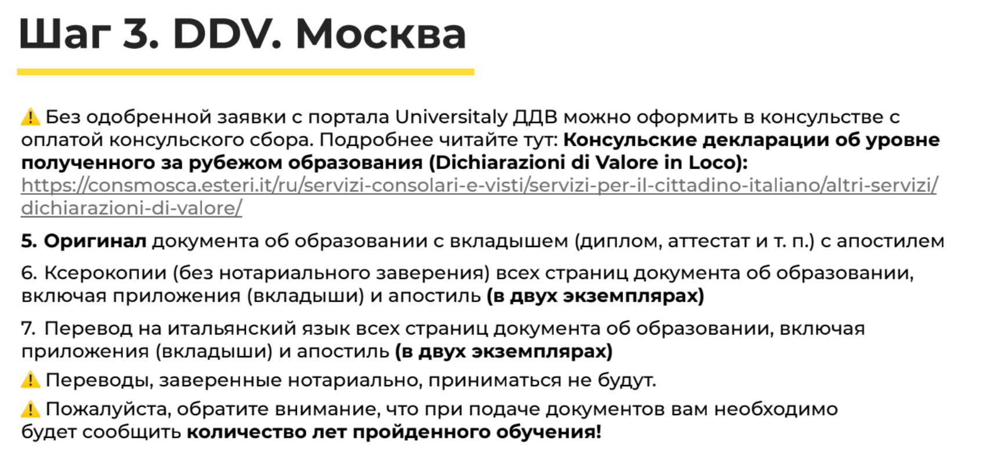 Шаг 3. DDV. Москва
⚠️ Без одобренной заявки с портала Universitaly ДДВ можно оформить в консульстве с
оплатой консульского сбора. Подробнее читайте тут: Консульские декларации об уровне
полученного за рубежом образования (Dichiarazioni di Valore in Loco):
https://consmosca.esteri.it/ru/servizi-consolari-e-visti/servizi-per-il-cittadino-italiano/altri-servizi/
dichiarazioni-di-valore/
5. Оригинал документа об образовании с вкладышем (диплом, аттестат и т. п.) с апостилем
6. Ксерокопии (без нотариального заверения) всех страниц документа об образовании,
включая приложения (вкладыши) и апостиль (в двух экземплярах)
7. Перевод на итальянский язык всех страниц документа об образовании, включая
приложения (вкладыши) и апостиль (в двух экземплярах)
⚠️ Переводы, заверенные нотариально, приниматься не будут.
⚠️ Пожалуйста, обратите внимание, что при подаче документов вам необходимо
будет сообщить количество лет пройденного обучения!